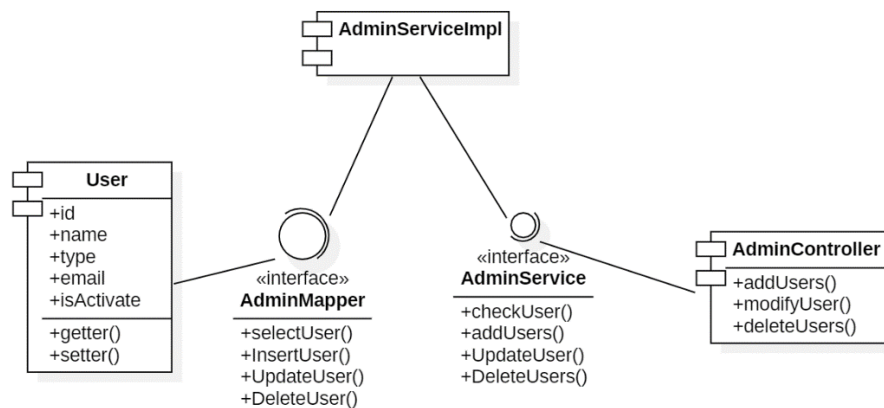 AdminServiceImpl
User
+id
+name
+type
+email
+isActivate
+getter()
+setter()
«interface»
AdminMapper
+selectUser()
+InsertUser()
+UpdateUser()
+DeleteUser()
«interface»
AdminService
+checkUser()
+addUsers()
+UpdateUser()
+DeleteUsers()
AdminController
+addUsers()
+modifyUser()
+deleteUsers()